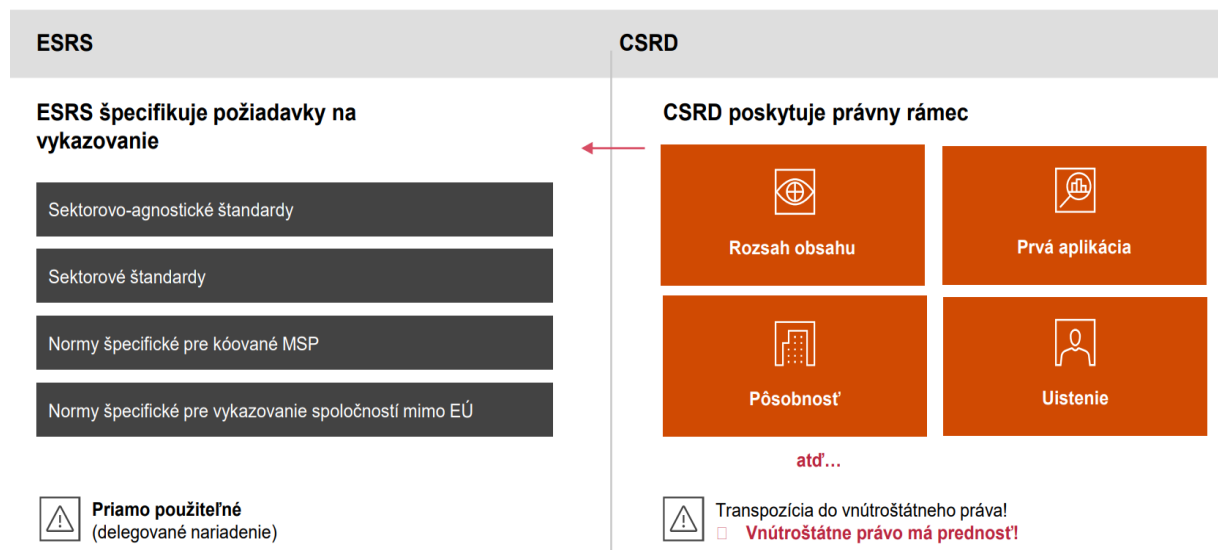 ESRS
CSRD
ESRS špecifikuje požiadavky na
vykazovanie
Sektorovo-agnostické štandardy
Sektorové štandardy
Normy špecifické pre kóované MSP
Normy špecifické pre vykazovanie spoločností mimo EÚ
Priamo použiteľné
(delegované nariadenie)
CSRD poskytuje právny rámec
Rozsah obsahu
Prvá aplikácia
Pôsobnosť
Uistenie
atď...
Transpozícia do vnútroštátneho práva!
Vnútroštátne právo má prednosť!